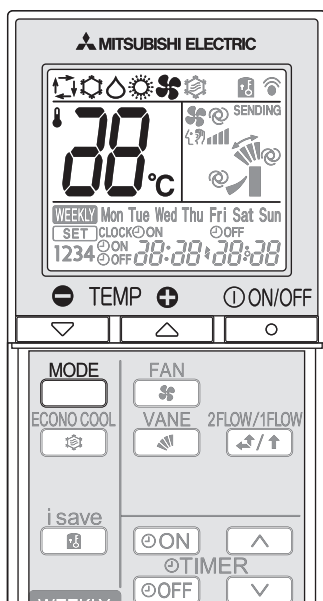 MITSUBISHI ELECTRIC
SENDING
88°C
WEEKLY Mon Tue Wed Thu Fri Sat Sun
SET CLOCK ON OFF
1234 ON OFF 88:88 88:88
TEMP ON/OFF
MODE FAN
ECONO COOL VANE 2FLOW/1FLOW
i save
ON
TIMER
OFF
WEEKLY